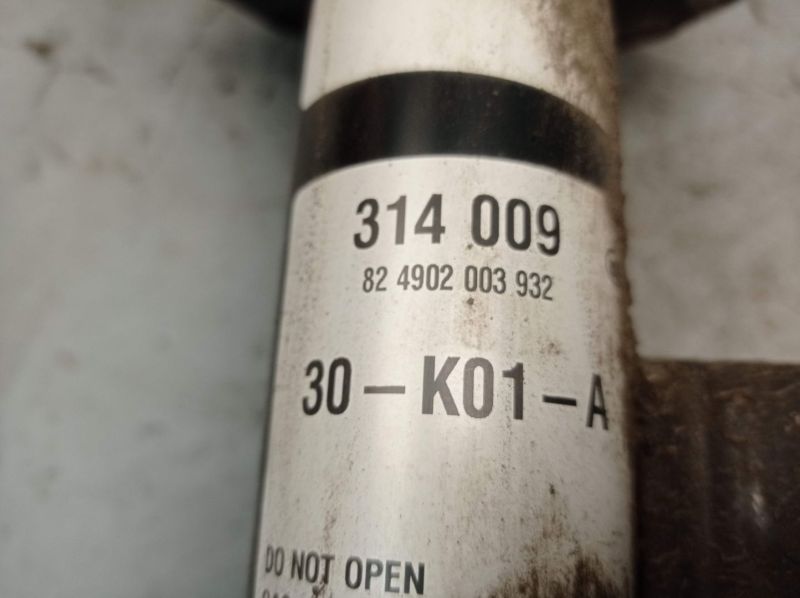 314 009
82 4902 003 932
30-K01-A
DO NOT OPEN